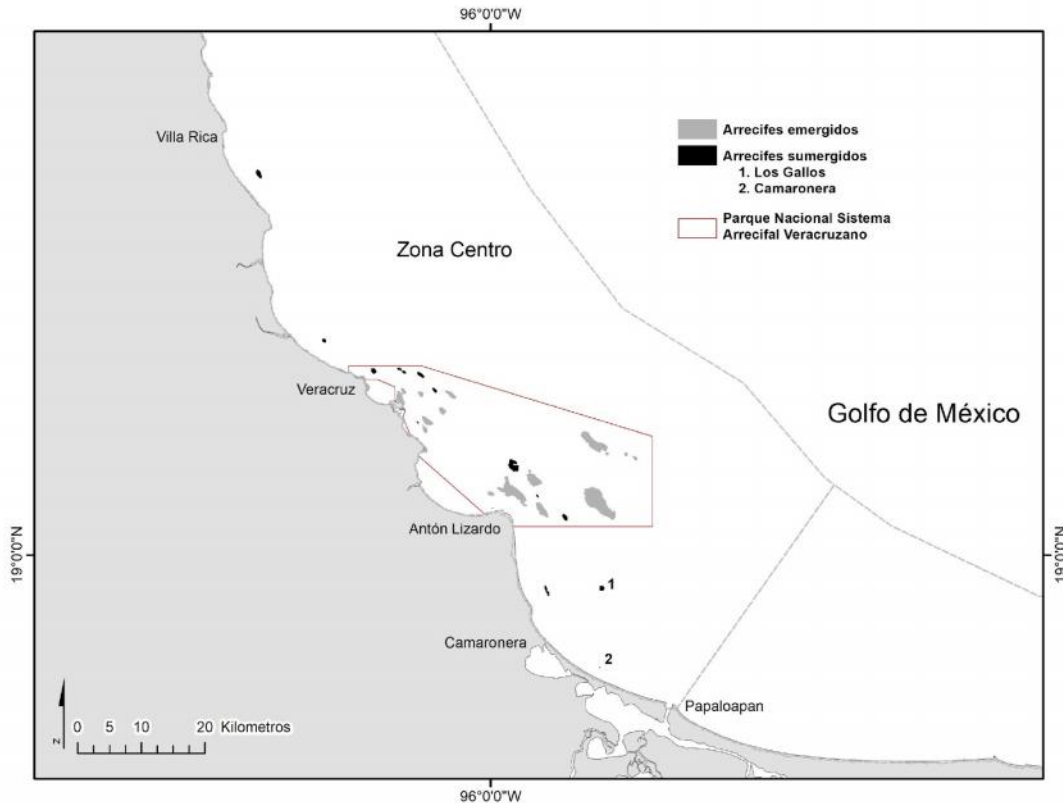 96°0'0"W
Villa Rica
Arrecifes emergidos
Arrecifes sumergidos
1. Los Gallos
2. Camaronera
Parque Nacional Sistema
Arrecifal Veracruzano
Zona Centro
Veracruz
Golfo de México
Antón Lizardo
19°0'0"N
19°0'0"N
1
Camaronera
2
Papaloapan
N
0 5 10 20 Kilometros
96°0'0"W